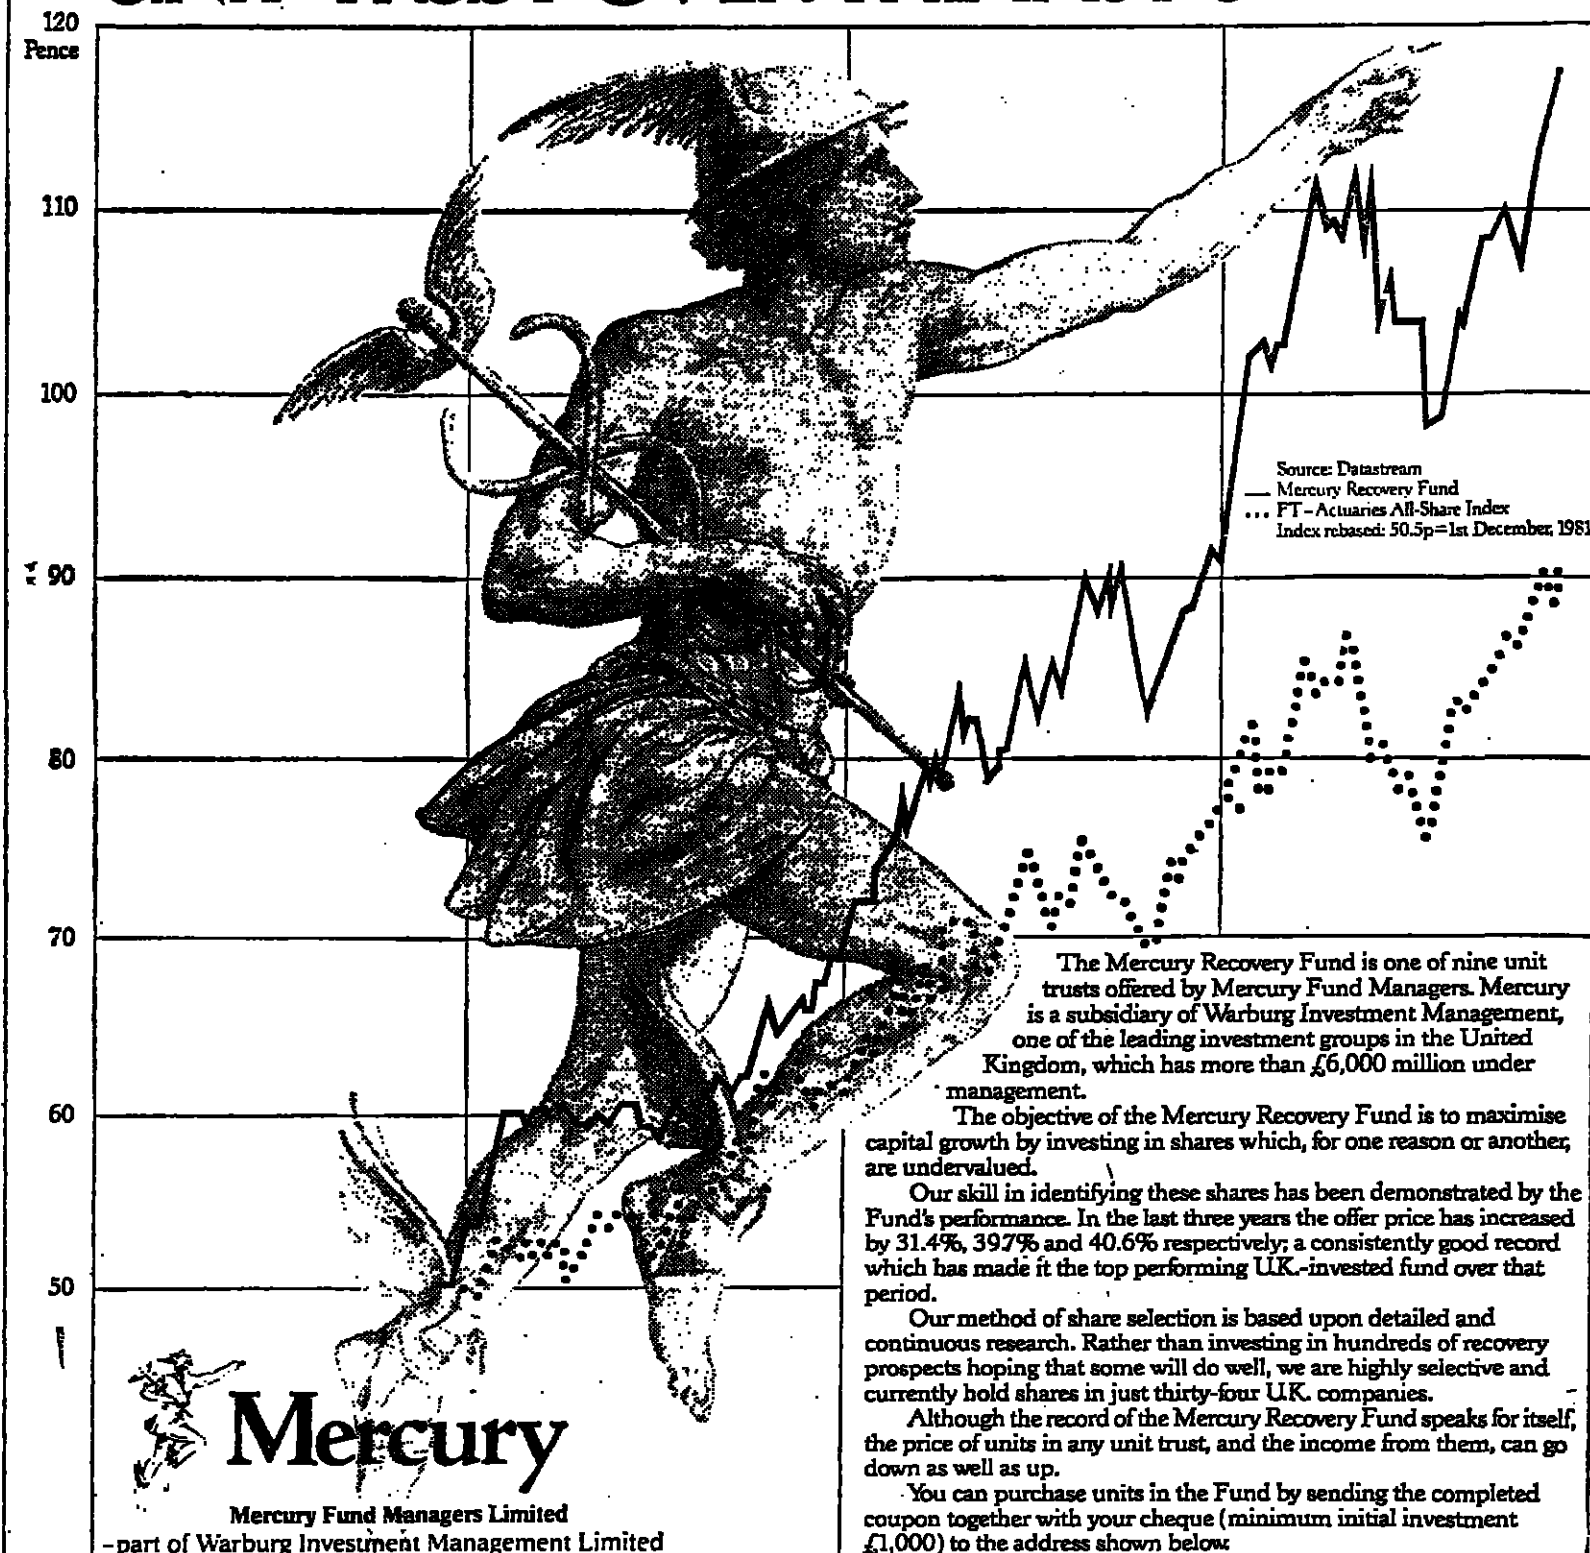 120
Pence
110
100
90
80
70
60
50
Source: Datastream
Mercury Recovery Fund
FT-Actuaries All-Share Index
Index rebased: 50.5p=1st December, 1981
The Mercury Recovery Fund is one of nine unit
trusts offered by Mercury Fund Managers. Mercury
is a subsidiary of Warburg Investment Management,
one of the leading investment groups in the United
Kingdom, which has more than £6,000 million under
management.
The objective of the Mercury Recovery Fund is to maximise
capital growth by investing in shares which, for one reason or another,
are undervalued.
Our skill in identifying these shares has been demonstrated by the
Fund's performance. In the last three years the offer price has increased
by 31.4%, 39.7% and 40.6% respectively; a consistently good record
which has made it the top performing U.K.-invested fund over that
period.
Our method of share selection is based upon detailed and
continuous research. Rather than investing in hundreds of recovery
prospects hoping that some will do well, we are highly selective and
currently hold shares in just thirty-four U.K. companies.
Although the record of the Mercury Recovery Fund speaks for itself,
the price of units in any unit trust, and the income from them, can go
down as well as up.
You can purchase units in the Fund by sending the completed
coupon together with your cheque (minimum initial investment
£1,000) to the address shown below.
Mercury
Mercury Fund Managers Limited
-part of Warburg Investment Management Limited